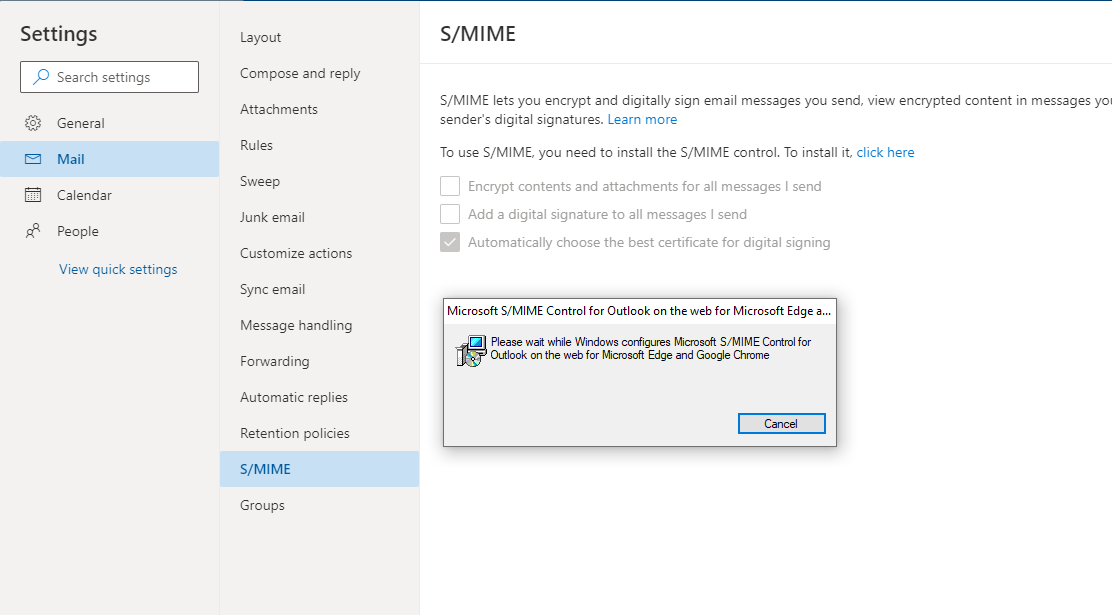 Settings
Search settings
General
Mail
Calendar
People
View quick settings
Layout
Compose and reply
Attachments
Rules
Sweep
Junk email
Customize actions
Sync email
Message handling
Forwarding
Automatic replies
Retention policies
S/MIME
Groups
S/MIME
S/MIME lets you encrypt and digitally sign email messages you send, view encrypted content in messages you
sender's digital signatures. Learn more
To use S/MIME, you need to install the S/MIME control. To install it, click here
Encrypt contents and attachments for all messages I send
Add a digital signature to all messages I send
Automatically choose the best certificate for digital signing
Microsoft S/MIME Control for Outlook on the web for Microsoft Edge a...
Please wait while Windows configures Microsoft S/MIME Control for
Outlook on the web for Microsoft Edge and Google Chrome
Cancel